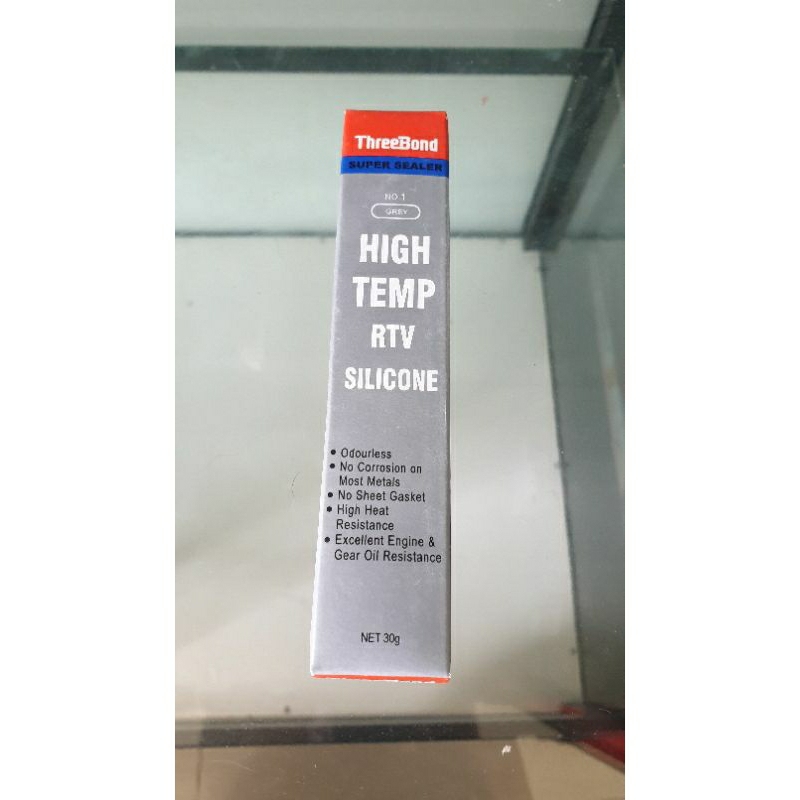 ThreeBond
SUPER SEALER
NO.1
GREY
HIGH
TEMP
RTV
SILICONE
• Odourless
• No Corrosion on
Most Metals
• No Sheet Gasket
• High Heat
Resistance
• Excellent Engine &
Gear Oil Resistance
NET 30g